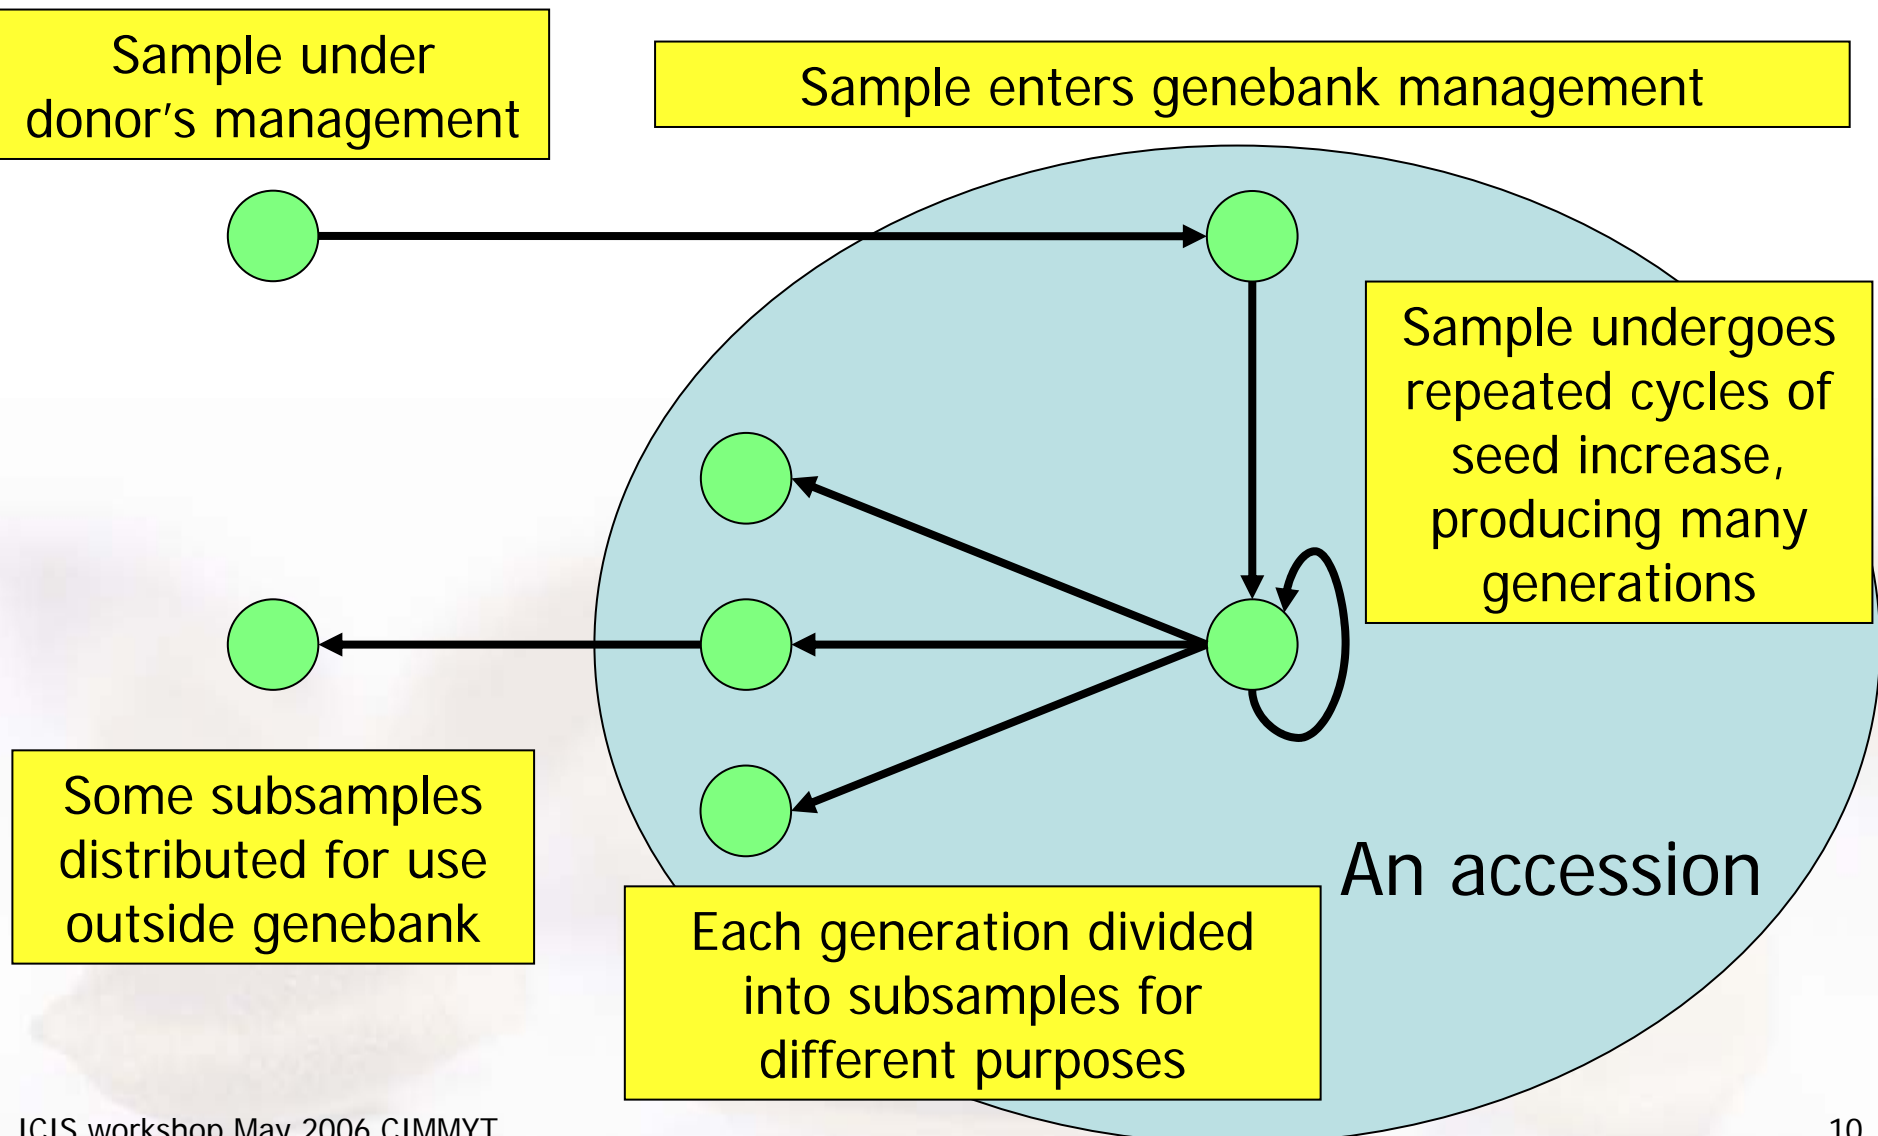 Sample under
donor's management
Sample enters genebank management
Sample undergoes
repeated cycles of
seed increase,
producing many
generations
Some subsamples
distributed for use
outside genebank
Each generation divided
into subsamples for
different purposes
An accession
ICIS workshop May 2006 CIMMYT
10